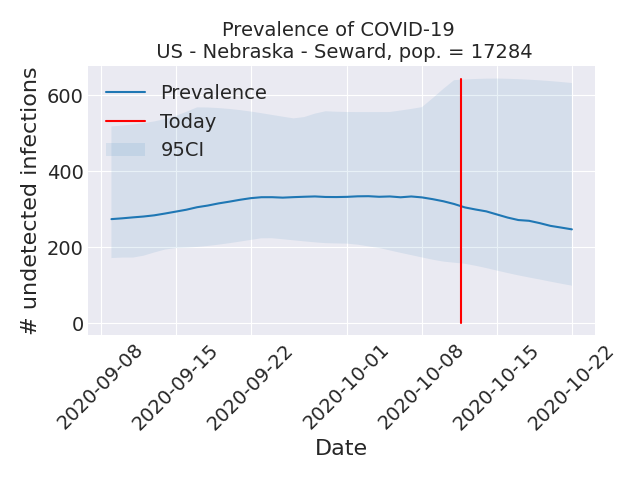 Prevalence of COVID-19
US - Nebraska - Seward, pop. = 17284
# undetected infections
600
400
200
0
Prevalence
Today
95CI
2020-09-08
2020-09-15
2020-09-22
2020-10-01
2020-10-08
2020-10-15
2020-10-22
Date